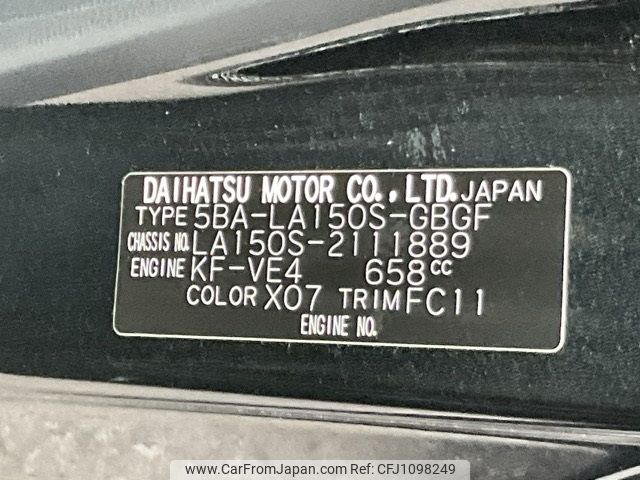 DAIHATSU MOTOR CO., LTD. JAPAN
TYPE 5BA-LA150S-GBGF
CHASSIS NO. LA150S-2111889
ENGINE KF-VE4 658cc
COLOR X07 TRIM FC11
ENGINE NO.
© www.CarFromJapan.com © CFJ1098249